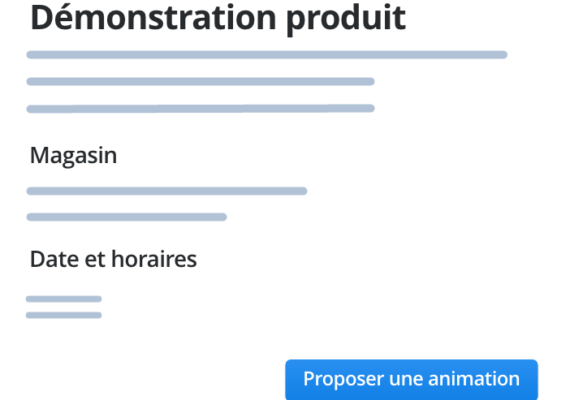 Démonstration produit
Magasin
Date et horaires
Proposer une animation